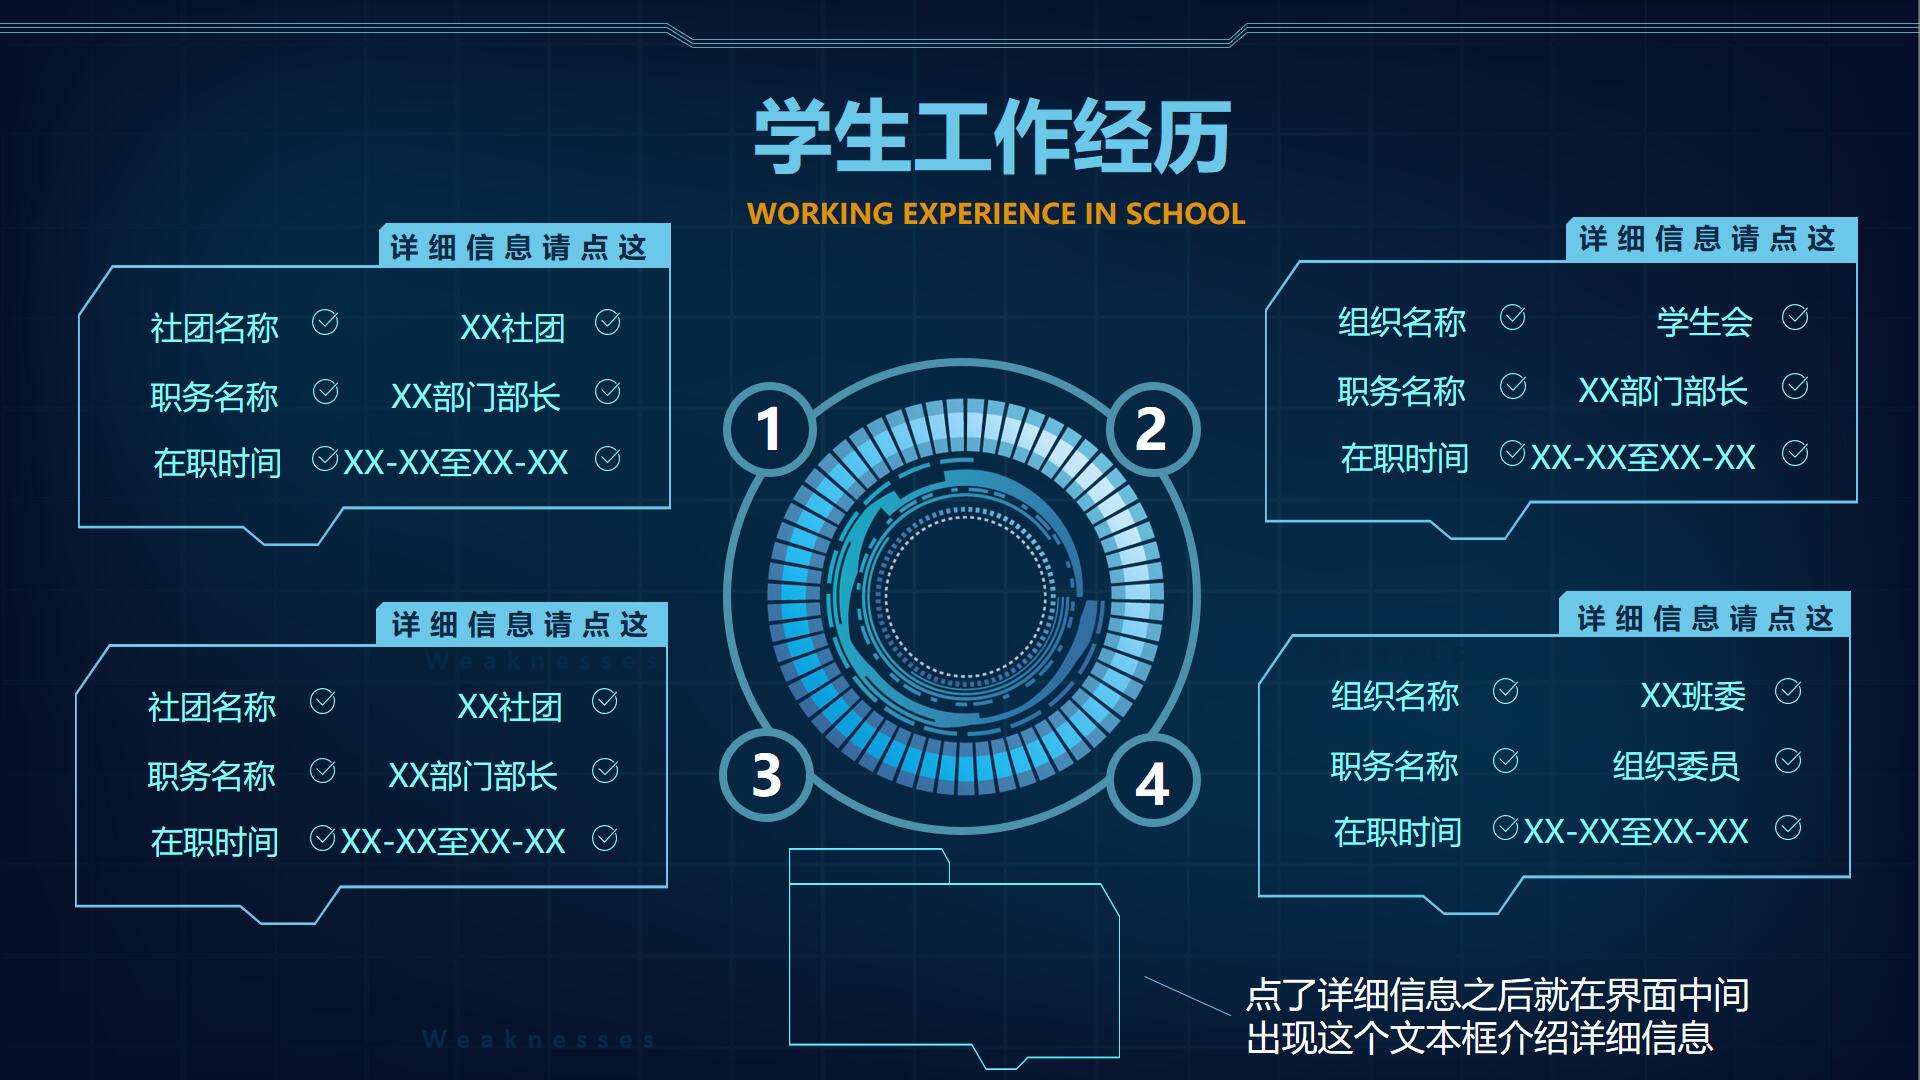 学生工作经历
WORKING EXPERIENCE IN SCHOOL
详细信息请点这
社团名称 XX社团
职务名称 XX部门部长
在职时间 XX-XX至XX-XX
详细信息请点这
组织名称 学生会
职务名称 XX部门部长
在职时间 XX-XX至XX-XX
1
2
3
4
详细信息请点这
Weaknesses
社团名称 XX社团
职务名称 XX部门部长
在职时间 XX-XX至XX-XX
详细信息请点这
组织名称 XX班委
职务名称 组织委员
在职时间 XX-XX至XX-XX
点了详细信息之后就在界面中间
出现这个文本框介绍详细信息
Weaknesses